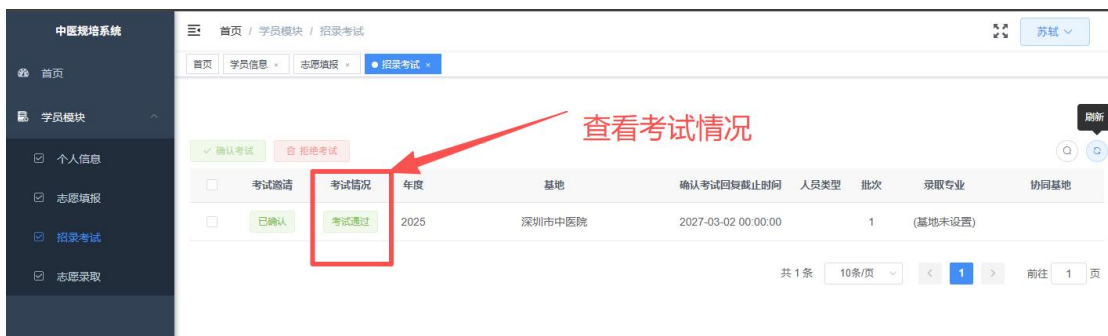 中医规培系统
首页 / 学员模块 / 招录考试
苏轼
首页
首页 学员信息 × 志愿填报 × 招录考试 ×
学员模块
查看考试情况
刷新
确认考试 拒绝考试
个人信息
考试邀请 考试情况 年度 基地 确认考试回复截止时间 人员类型 批次 录取专业 协同基地
志愿填报
已确认 考试通过 2025 深圳市中医院 2027-03-02 00:00:00 1 (基地未设置)
招录考试
志愿录取
共 1 条 10条/页 < 1 > 前往 1 页